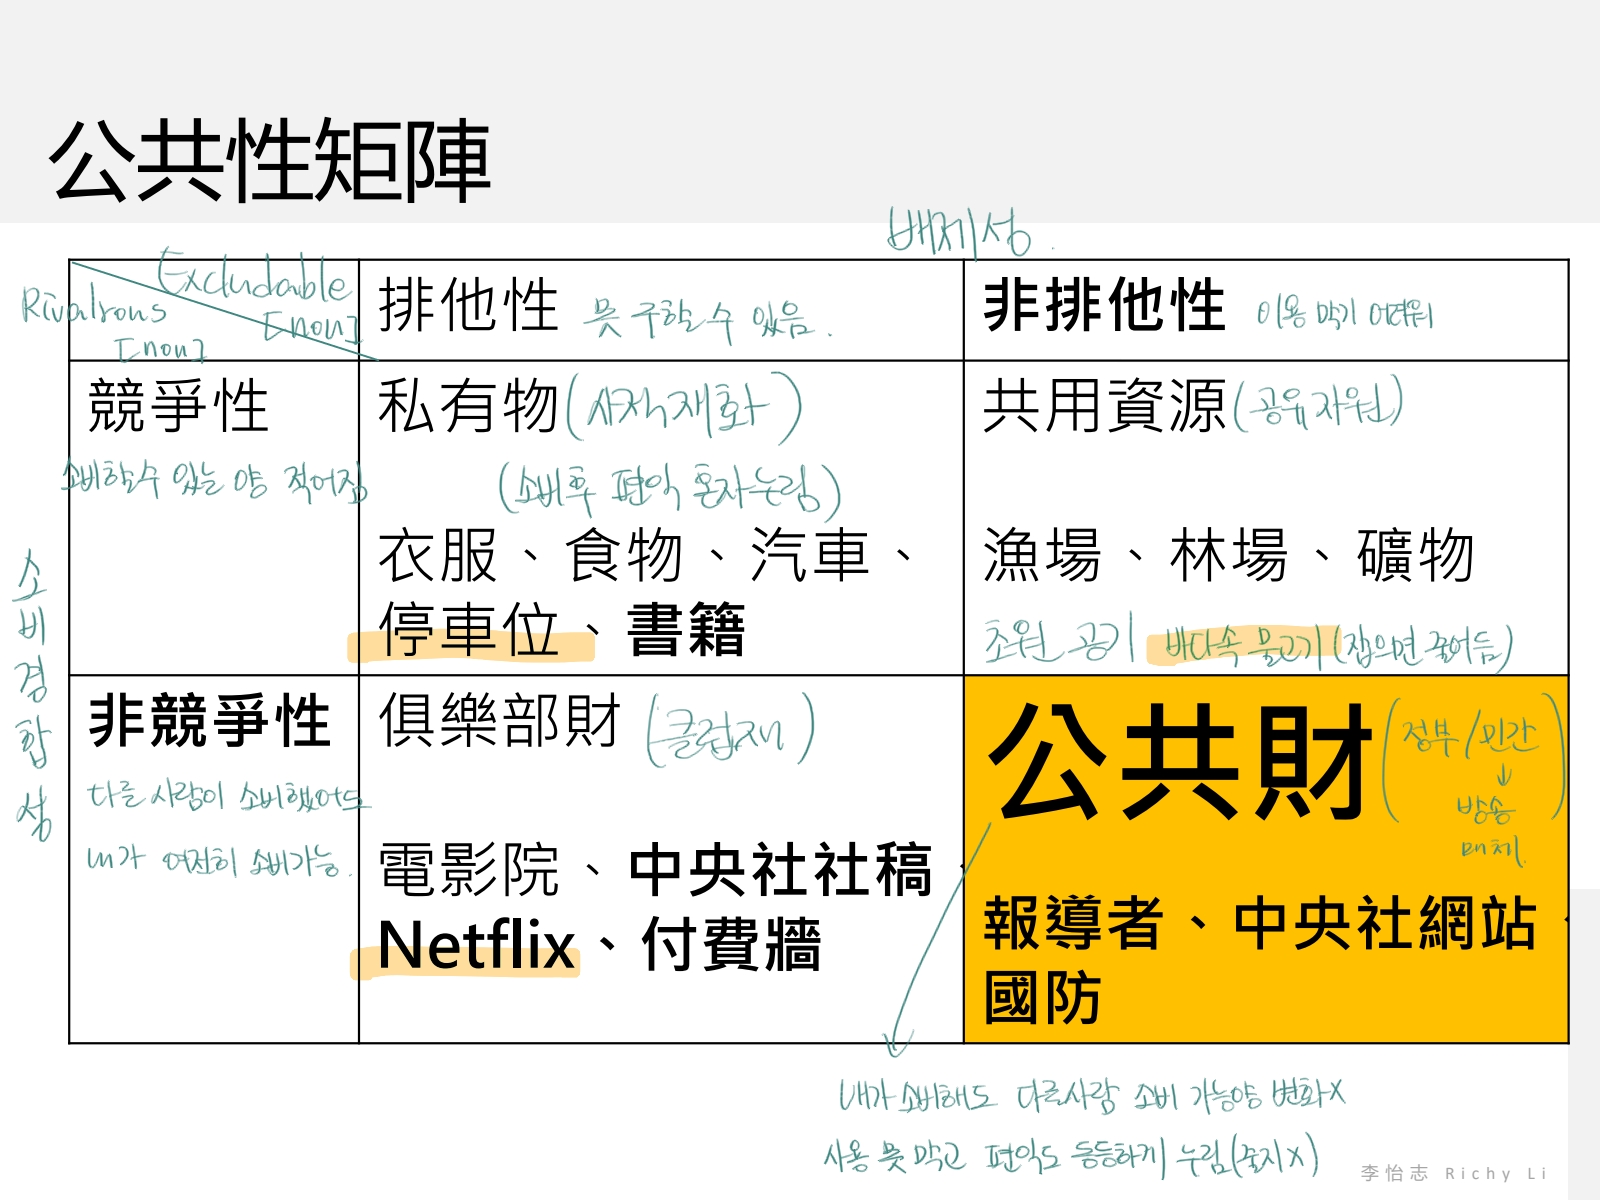 公共性矩陣
배제성.
Excludable
[non]
Rivalrous
[non]
排他性 못 구할 수 있음.
非排他性 이용 막기 어려워
競爭性
소비할수 있는 양 적어짐
私有物(사적재화)
(소비후 편익 혼자누림)
衣服、食物、汽車、
停車位、書籍
共用資源(공유자원)
漁場、林場、礦物
초원 공기 바다속 물고기(잡으면 줄어듬)
소비경합성
非競爭性
다른 사람이 소비했어도
내가 여전히 소비가능.
俱樂部財 (클럽재)
電影院、中央社社稿、
Netflix、付費牆
公共財(정부/민간
↓
방송
매체)
報導者、中央社網站、
國防
내가 소비해도 다른사람 소비 가능양 변화X
사용 못 막고 편익도 동등하게 누림(줄지X)
李怡志 Richy Li